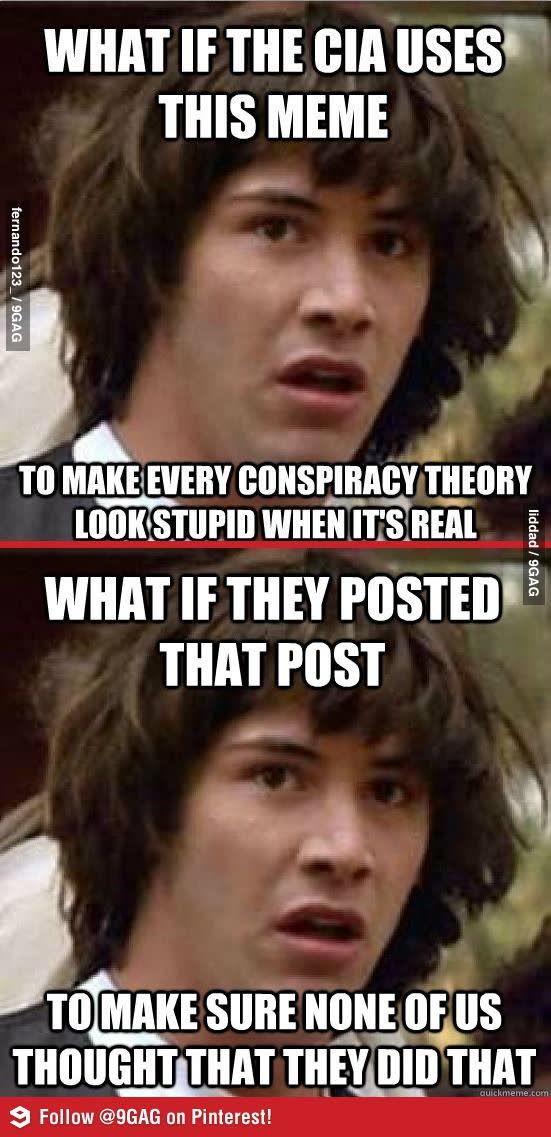 WHAT IF THE CIA USES
THIS MEME
fernando123_ / 9GAG
TO MAKE EVERY CONSPIRACY THEORY
LOOK STUPID WHEN IT'S REAL
liddad / 9GAG
WHAT IF THEY POSTED
THAT POST
TO MAKE SURE NONE OF US
THOUGHT THAT THEY DID THAT
quickmeme.com
Follow @9GAG on Pinterest!